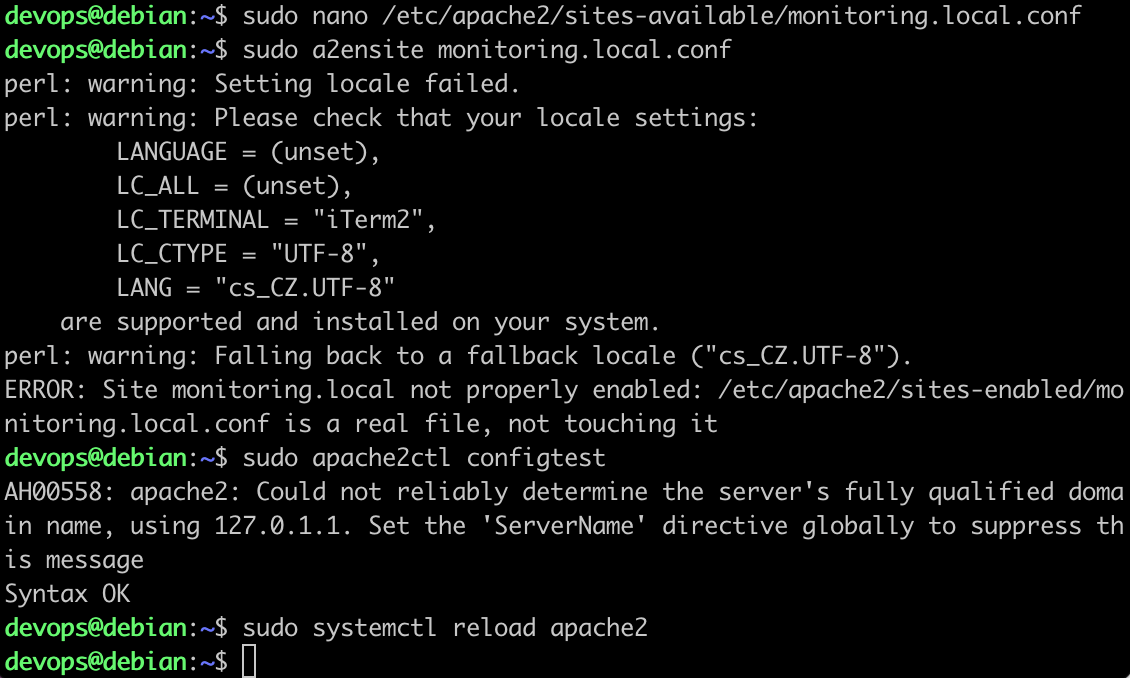 devops@debian:~$ sudo nano /etc/apache2/sites-available/monitoring.local.conf
devops@debian:~$ sudo a2ensite monitoring.local.conf
perl: warning: Setting locale failed.
perl: warning: Please check that your locale settings:
        LANGUAGE = (unset),
        LC_ALL = (unset),
        LC_TERMINAL = "iTerm2",
        LC_CTYPE = "UTF-8",
        LANG = "cs_CZ.UTF-8"
    are supported and installed on your system.
perl: warning: Falling back to a fallback locale ("cs_CZ.UTF-8").
ERROR: Site monitoring.local not properly enabled: /etc/apache2/sites-enabled/mo
nitoring.local.conf is a real file, not touching it
devops@debian:~$ sudo apache2ctl configtest
AH00558: apache2: Could not reliably determine the server's fully qualified doma
in name, using 127.0.1.1. Set the 'ServerName' directive globally to suppress th
is message
Syntax OK
devops@debian:~$ sudo systemctl reload apache2
devops@debian:~$